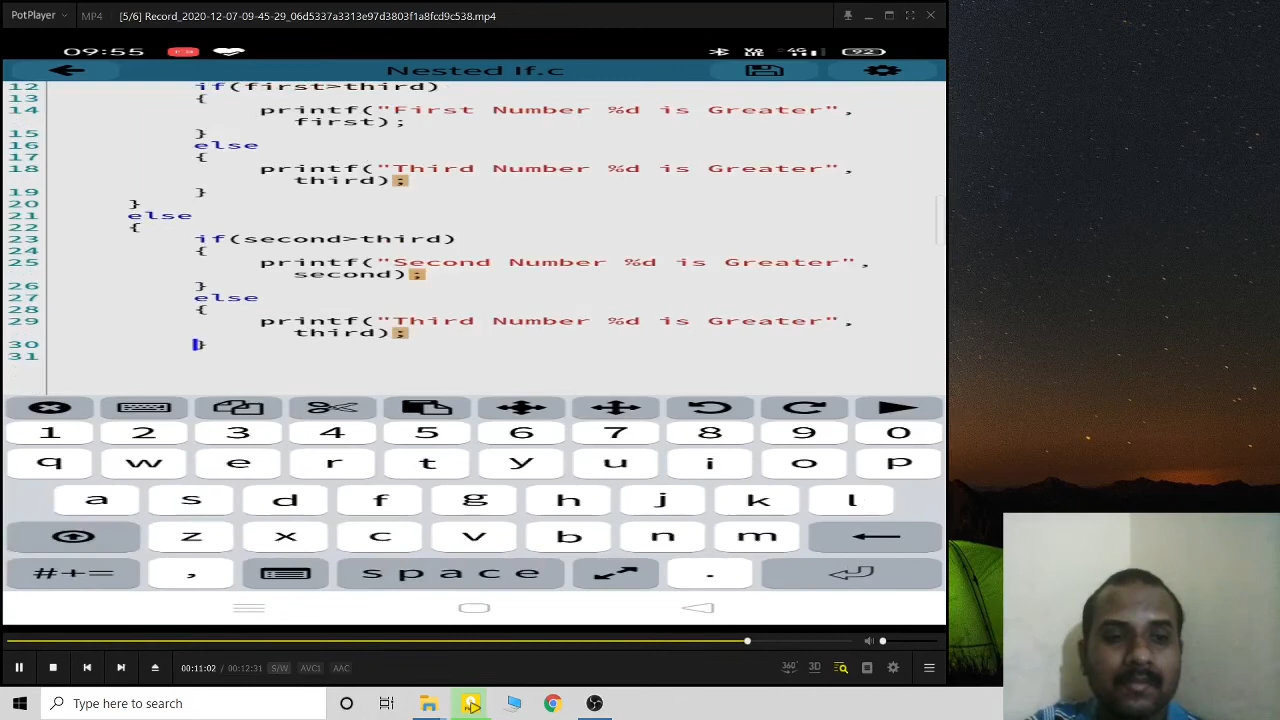 PotPlayer MP4 [5/6] Record_2020-12-07-09-45-29_06d5337a3313e97d3803f1a8fcd9c538.mp4
09:55 4G 92
Nested If.c
12 if(first>third)
13 {
14 printf("First Number %d is Greater",
first);
15 }
16 else
17 {
18 printf("Third Number %d is Greater",
third);
19 }
20 }
21 else
22 {
23 if(second>third)
24 {
25 printf("Second Number %d is Greater",
second);
26 }
27 else
28 {
29 printf("Third Number %d is Greater",
third);
30 }
31
1 2 3 4 5 6 7 8 9 0
q w e r t y u i o p
a s d f g h j k l
z x c v b n m
#+= , space .
00:11:02 / 00:12:31 S/W AVC1 AAC 360° 3D
Type here to search